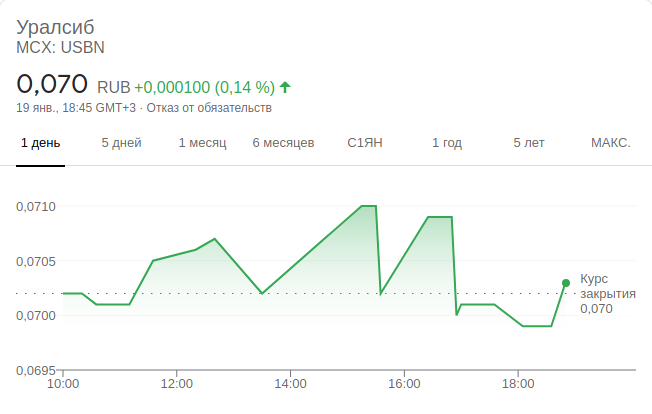 Уралсиб
MCX: USBN
0,070 RUB +0,000100 (0,14 %)
19 янв., 18:45 GMT+3 · Отказ от обязательств
1 день 5 дней 1 месяц 6 месяцев С1ЯН 1 год 5 лет МАКС.
0,0710
0,0705
0,0700
0,0695
Курс
закрытия
0,070
10:00 12:00 14:00 16:00 18:00